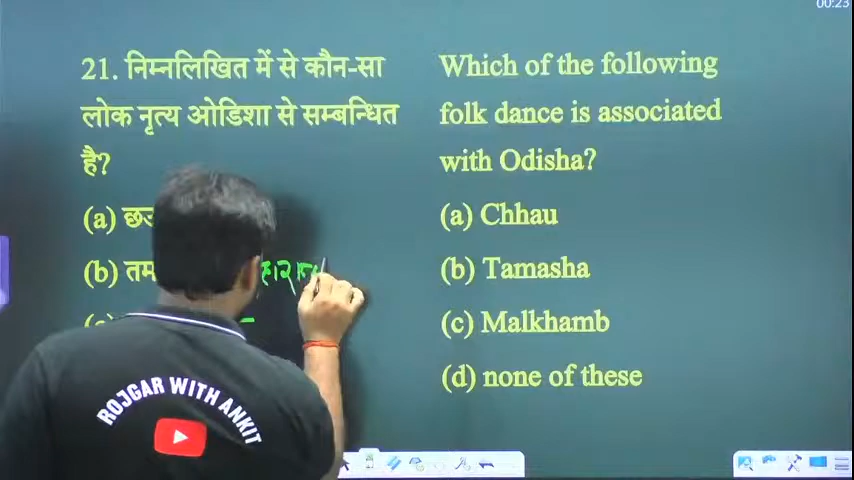 00:23
21. निम्नलिखित में से कौन-सा
लोक नृत्य ओडिशा से सम्बन्धित
है?
(a)
(b)
Which of the following
folk dance is associated
with Odisha?
(a) Chhau
(b) Tamasha
(c) Malkhamb
(d) none of these
ROJGAR WITH ANKIT